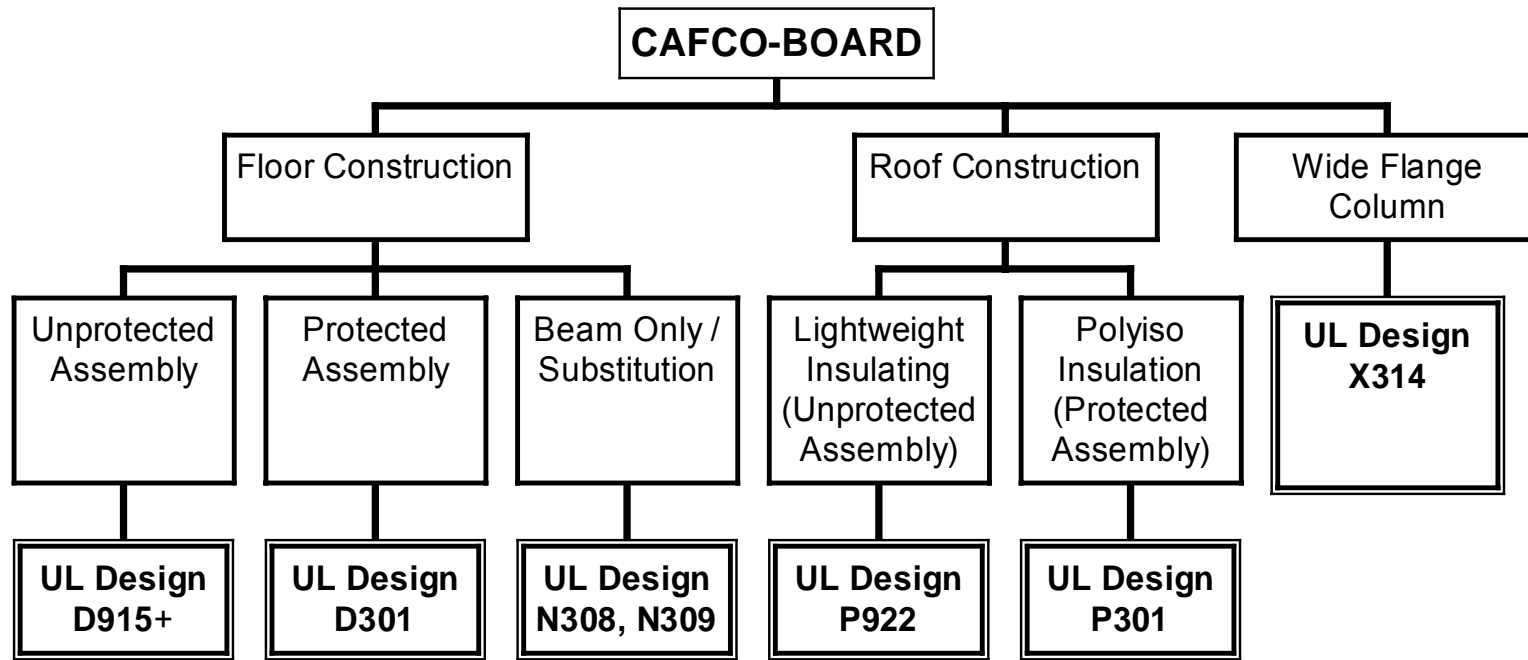 CAFCO-BOARD
Floor Construction
Roof Construction
Wide Flange
Column
Unprotected
Assembly
Protected
Assembly
Beam Only /
Substitution
Lightweight
Insulating
(Unprotected
Assembly)
Polyiso
Insulation
(Protected
Assembly)
UL Design
X314
UL Design
D915+
UL Design
D301
UL Design
N308, N309
UL Design
P922
UL Design
P301